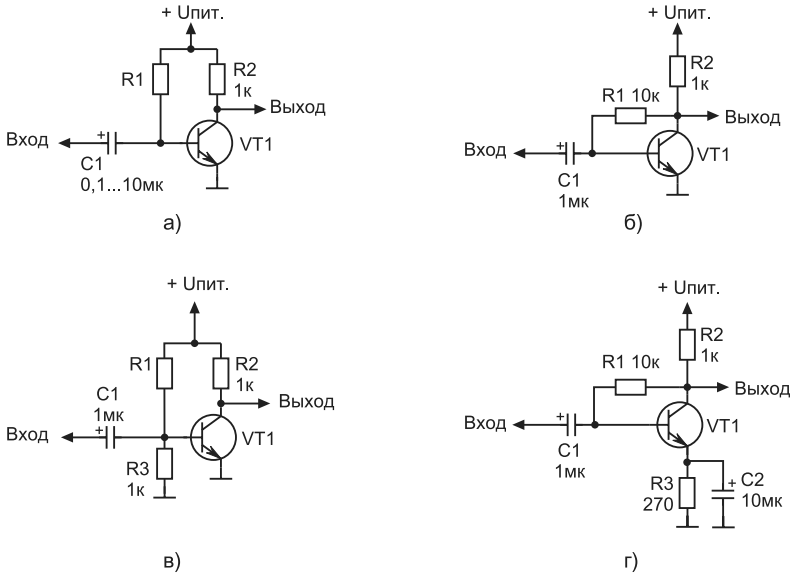 + Uпит.
R1
R2
1к
Выход
Вход
+
C1
0,1...10мк
VT1
а)
+ Uпит.
R2
1к
R1 10к
Выход
Вход
+
C1
1мк
VT1
б)
+ Uпит.
R1
R2
1к
Выход
C1
1мк
Вход
+
VT1
R3
1к
в)
+ Uпит.
R2
1к
R1 10к
Выход
Вход
+
C1
1мк
VT1
R3
270
+
C2
10мк
г)